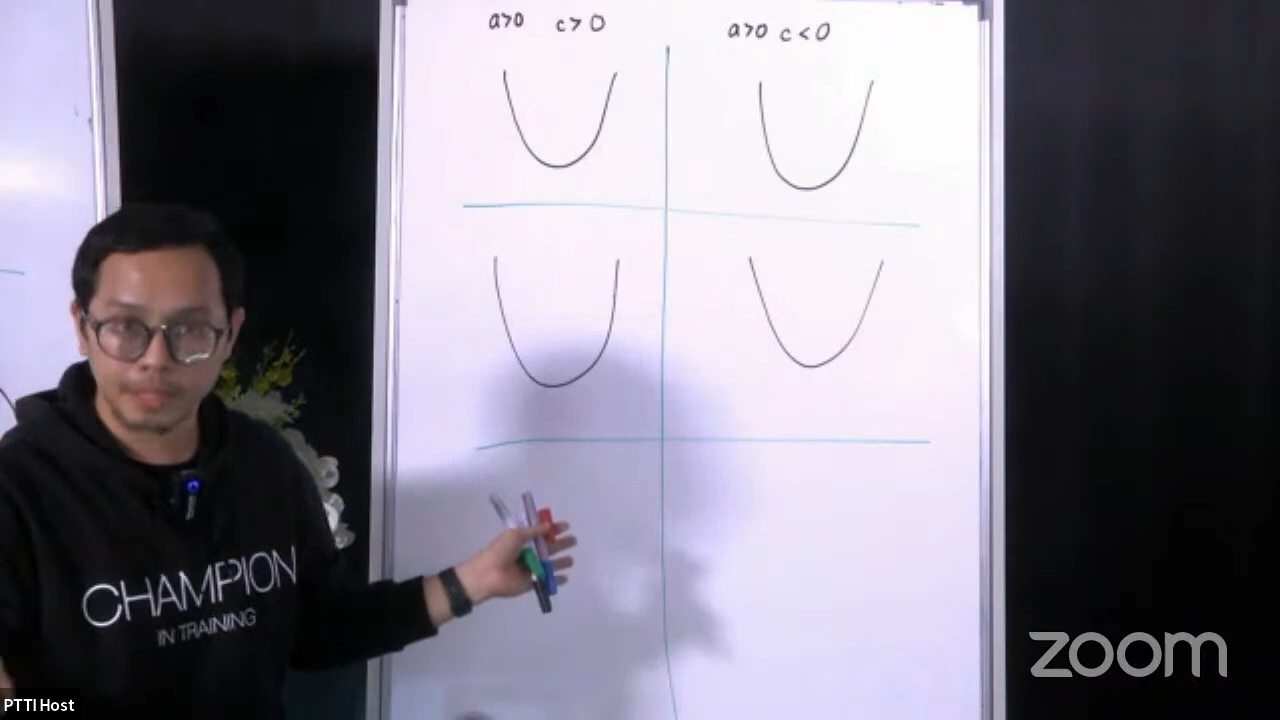 a>0 c>0
a>0 c<0
CHAMPION
IN TRAINING
zoom
PTTI Host